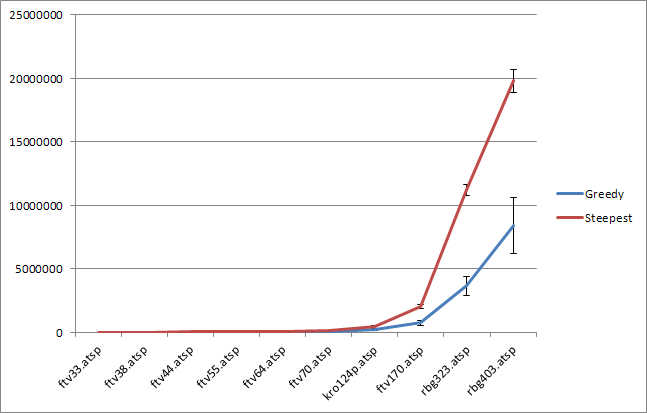 25000000
20000000
15000000
10000000
5000000
0
ftv33.atsp
ftv38.atsp
ftv44.atsp
ftv55.atsp
ftv64.atsp
ftv70.atsp
kro124p.atsp
ftv170.atsp
rbg323.atsp
rbg403.atsp
Greedy
Steepest